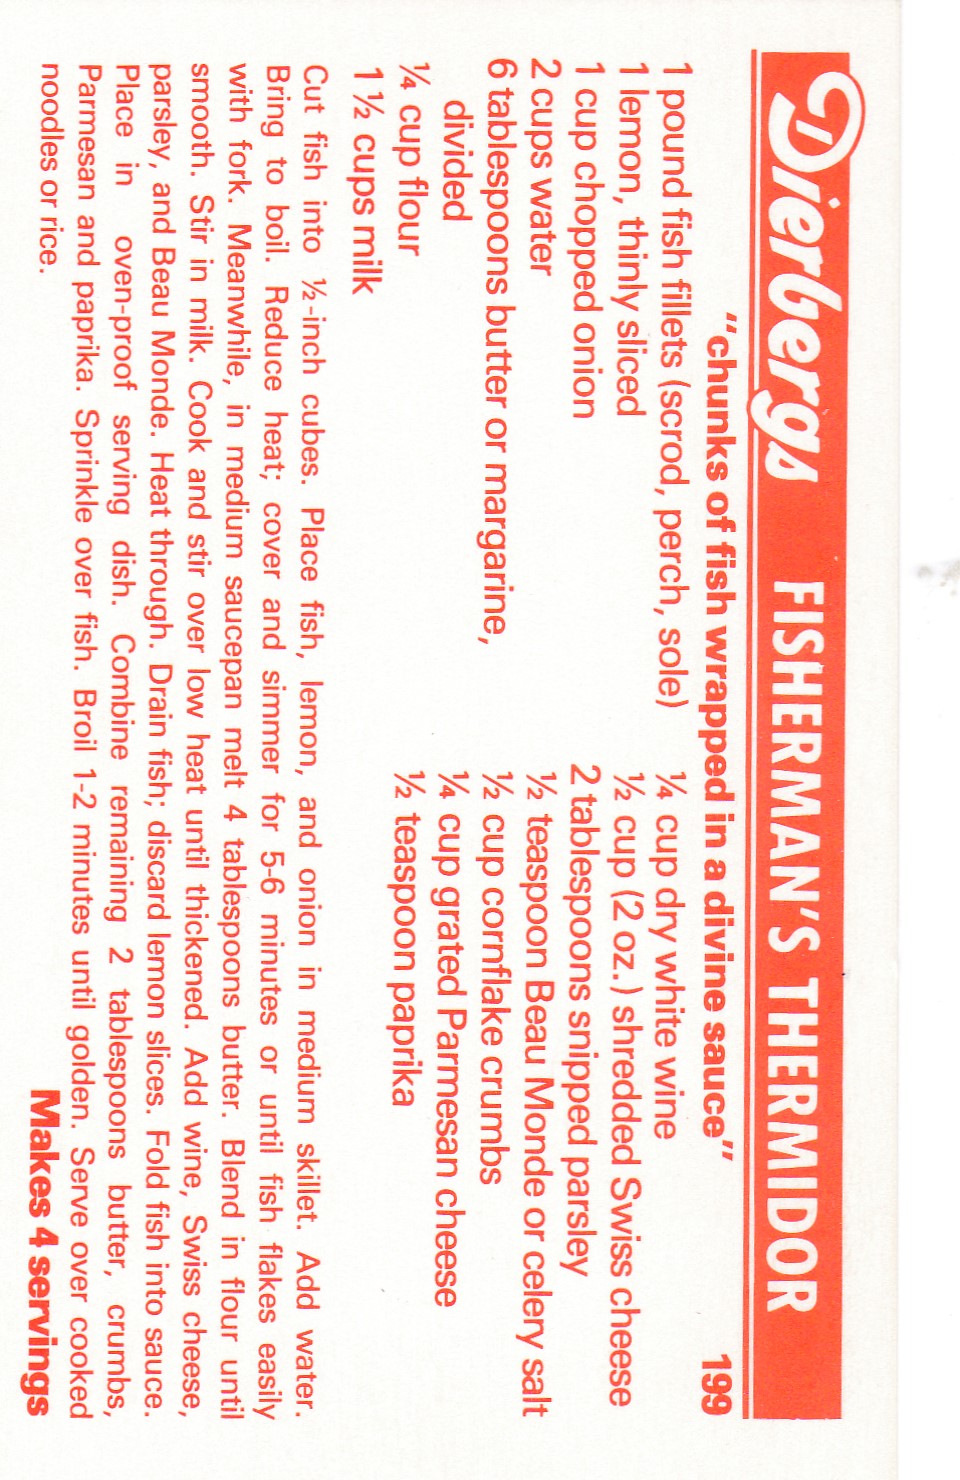 Dierbergs FISHERMAN'S THERMIDOR
"chunks of fish wrapped in a divine sauce" 199
1 pound fish fillets (scrod, perch, sole)
1 lemon, thinly sliced
1 cup chopped onion
2 cups water
6 tablespoons butter or margarine,
divided
¼ cup flour
1 ½ cups milk
¼ cup dry white wine
½ cup (2 oz.) shredded Swiss cheese
2 tablespoons snipped parsley
½ teaspoon Beau Monde or celery salt
½ cup cornflake crumbs
¼ cup grated Parmesan cheese
½ teaspoon paprika
Cut fish into ½-inch cubes. Place fish, lemon, and onion in medium skillet. Add water.
Bring to boil. Reduce heat; cover and simmer for 5-6 minutes or until fish flakes easily
with fork. Meanwhile, in medium saucepan melt 4 tablespoons butter. Blend in flour until
smooth. Stir in milk. Cook and stir over low heat until thickened. Add wine, Swiss cheese,
parsley, and Beau Monde. Heat through. Drain fish; discard lemon slices. Fold fish into sauce.
Place in oven-proof serving dish. Combine remaining 2 tablespoons butter, crumbs,
Parmesan and paprika. Sprinkle over fish. Broil 1-2 minutes until golden. Serve over cooked
noodles or rice.
Makes 4 servings